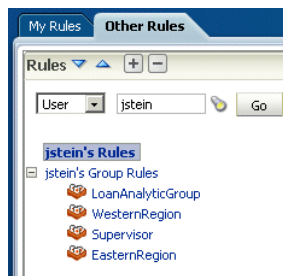 My Rules Other Rules
Rules
User jstein Go
jstein's Rules
jstein's Group Rules
LoanAnalyticGroup
WesternRegion
Supervisor
EasternRegion